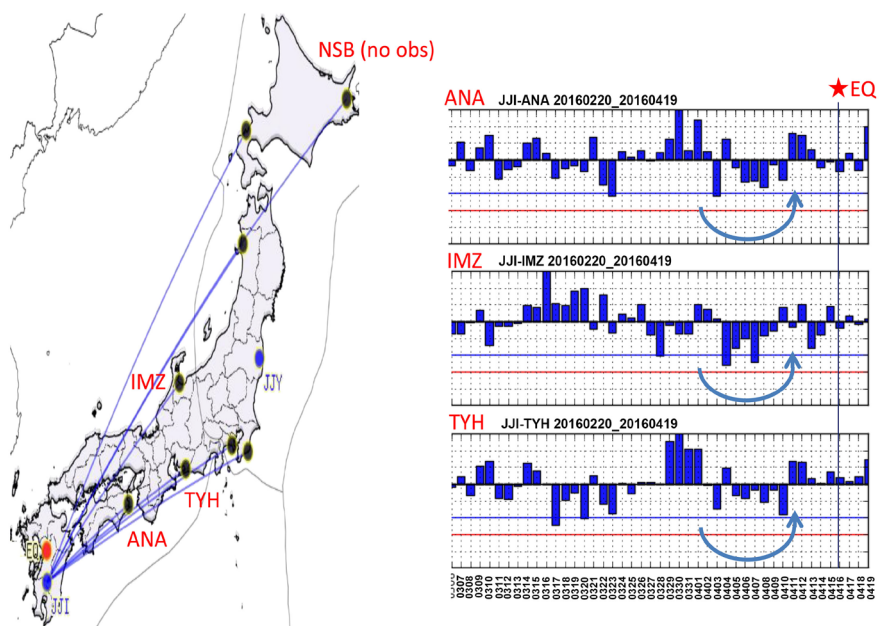 NSB (no obs)
IMZ
JJY
TYH
ANA
EQ
JJI
★EQ
ANA JJI-ANA 20160220_20160419
IMZ JJI-IMZ 20160220_20160419
TYH JJI-TYH 20160220_20160419
0307 0308 0309 0310 0311 0312 0313 0314 0315 0316 0317 0318 0319 0320 0321 0322 0323 0324 0325 0326 0327 0328 0329 0330 0331 0401 0402 0403 0404 0405 0406 0407 0408 0409 0410 0411 0412 0413 0414 0415 0416 0417 0418 0419